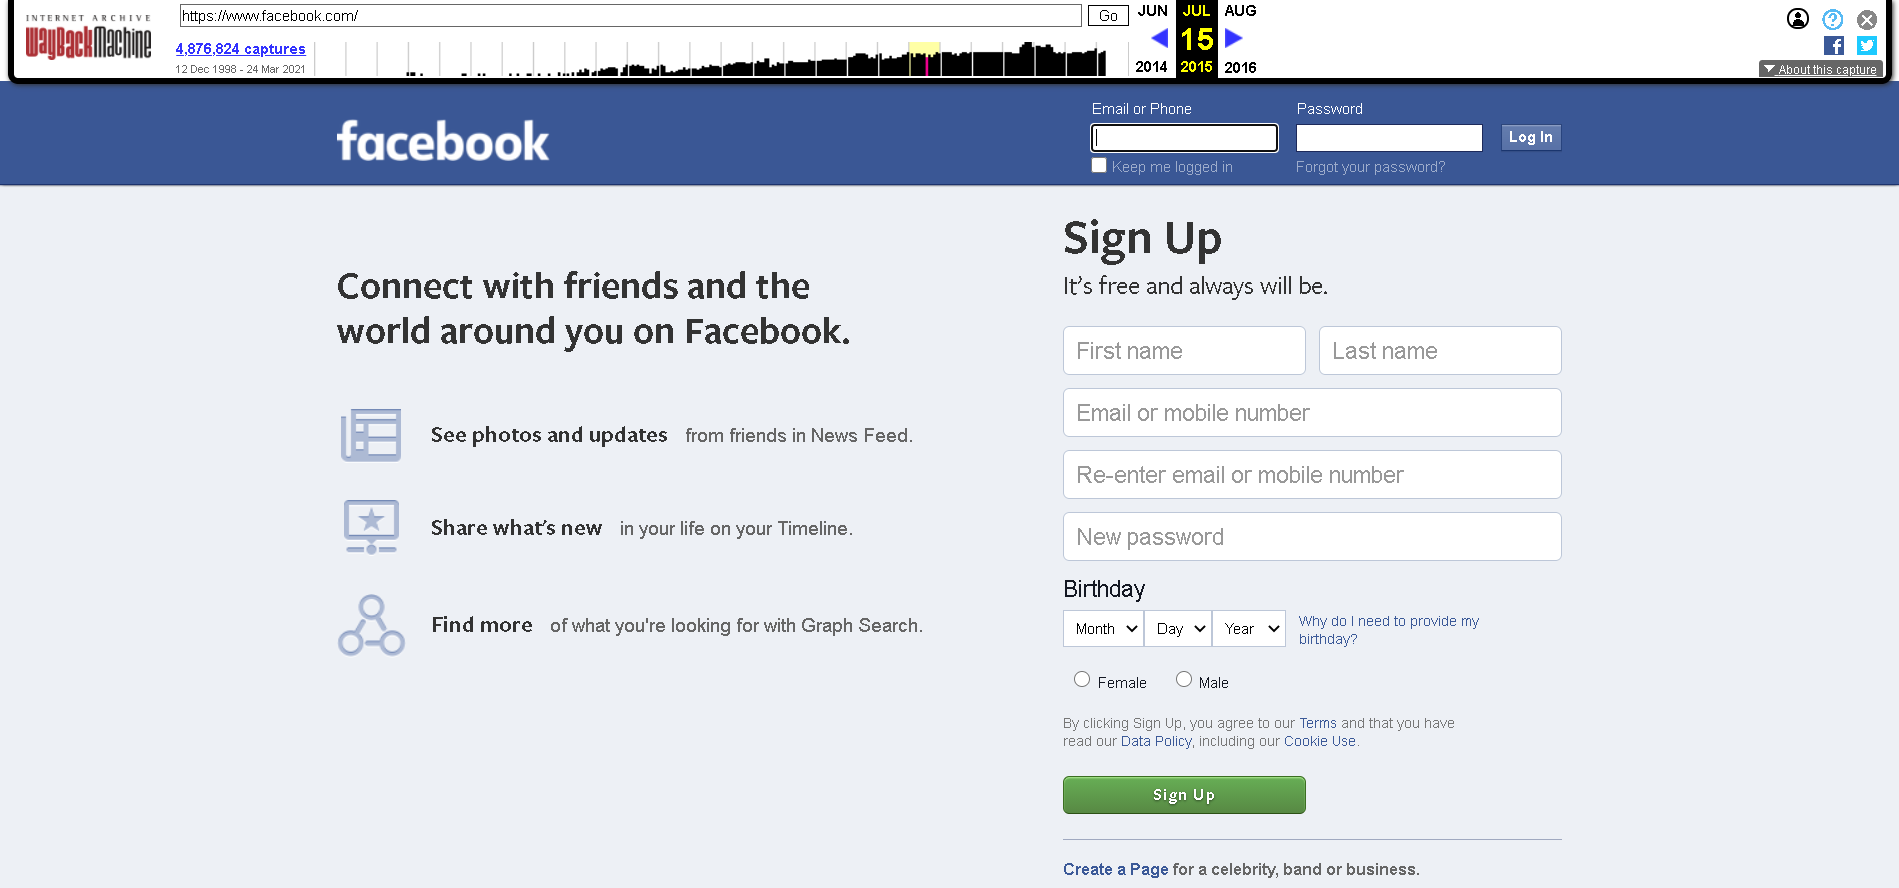 INTERNET ARCHIVE
WayBackMachine
https://www.facebook.com/
Go
JUN JUL AUG
4,876,824 captures
15
12 Dec 1998 - 24 Mar 2021
2014 2015 2016
About this capture
facebook
Email or Phone
Password
Log In
Keep me logged in
Forgot your password?
Connect with friends and the
world around you on Facebook.
See photos and updates from friends in News Feed.
Share what's new in your life on your Timeline.
Find more of what you're looking for with Graph Search.
Sign Up
It's free and always will be.
First name
Last name
Email or mobile number
Re-enter email or mobile number
New password
Birthday
Month Day Year
Why do I need to provide my
birthday?
Female Male
By clicking Sign Up, you agree to our Terms and that you have
read our Data Policy, including our Cookie Use.
Sign Up
Create a Page for a celebrity, band or business.